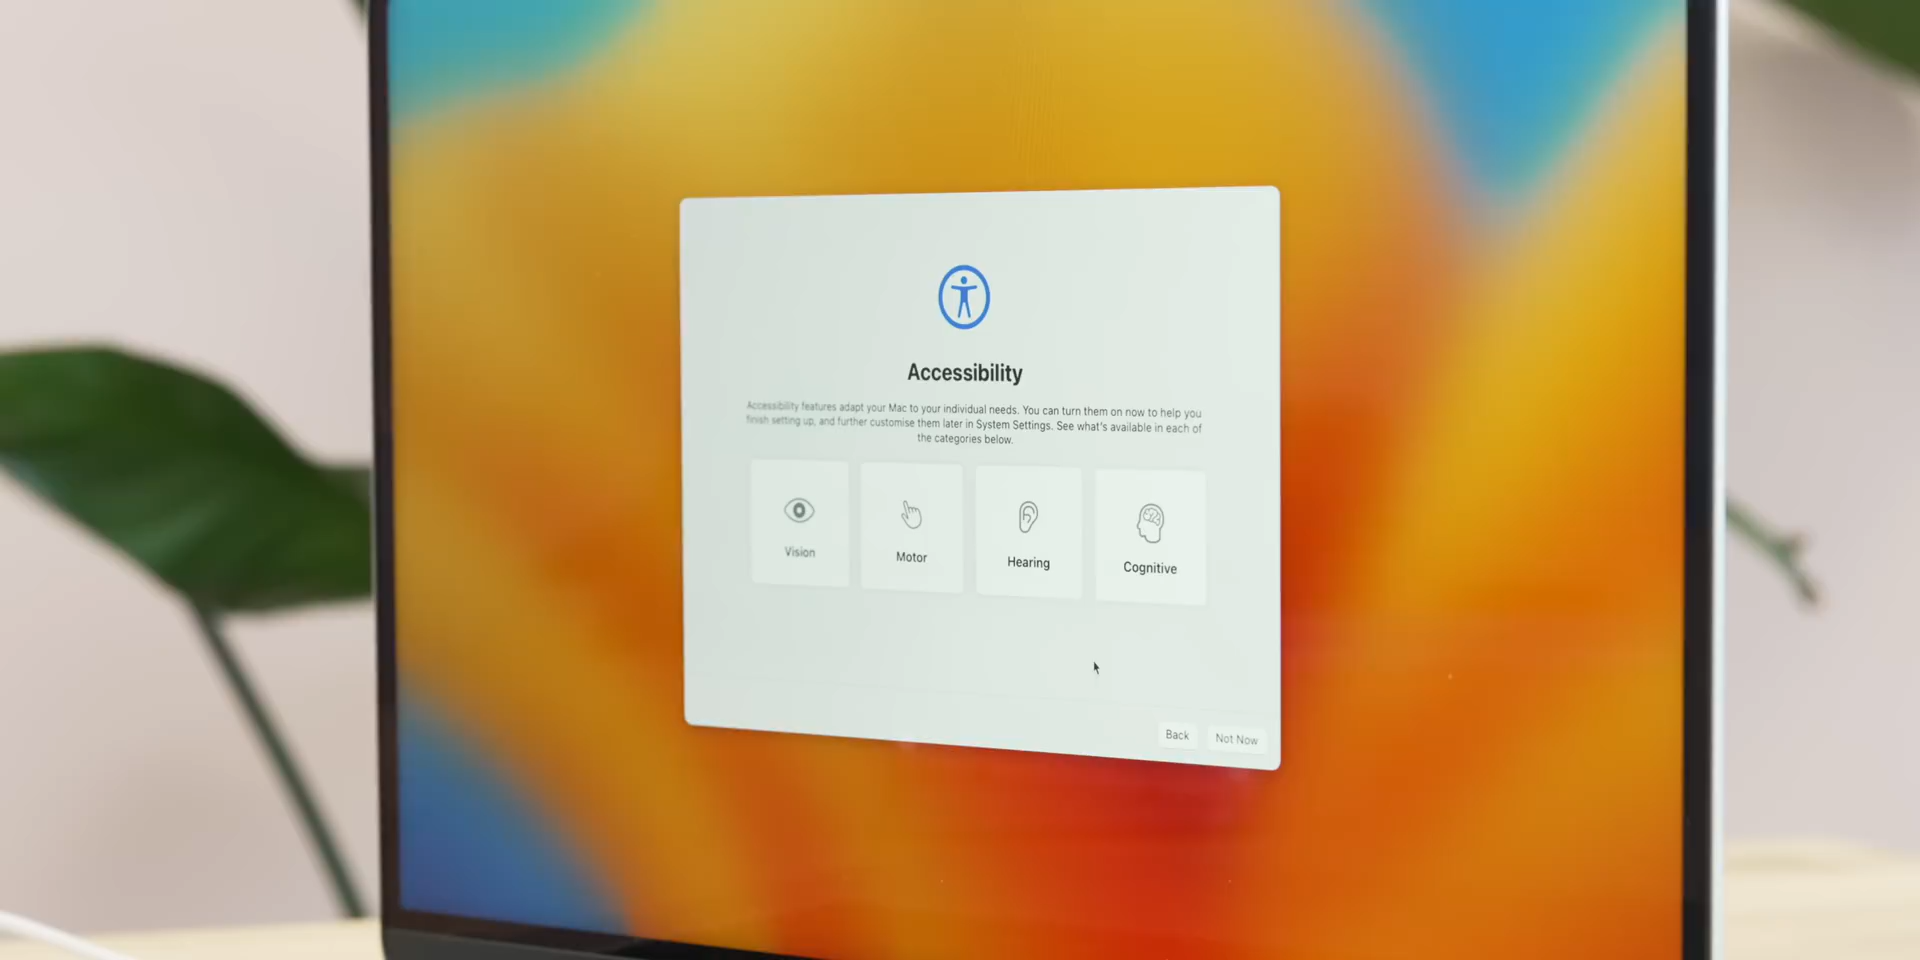 Accessibility
Accessibility features adapt your Mac to your individual needs. You can turn them on now to help you
finish setting up, and further customise them later in System Settings. See what's available in each of
the categories below.
Vision
Motor
Hearing
Cognitive
Back
Not Now